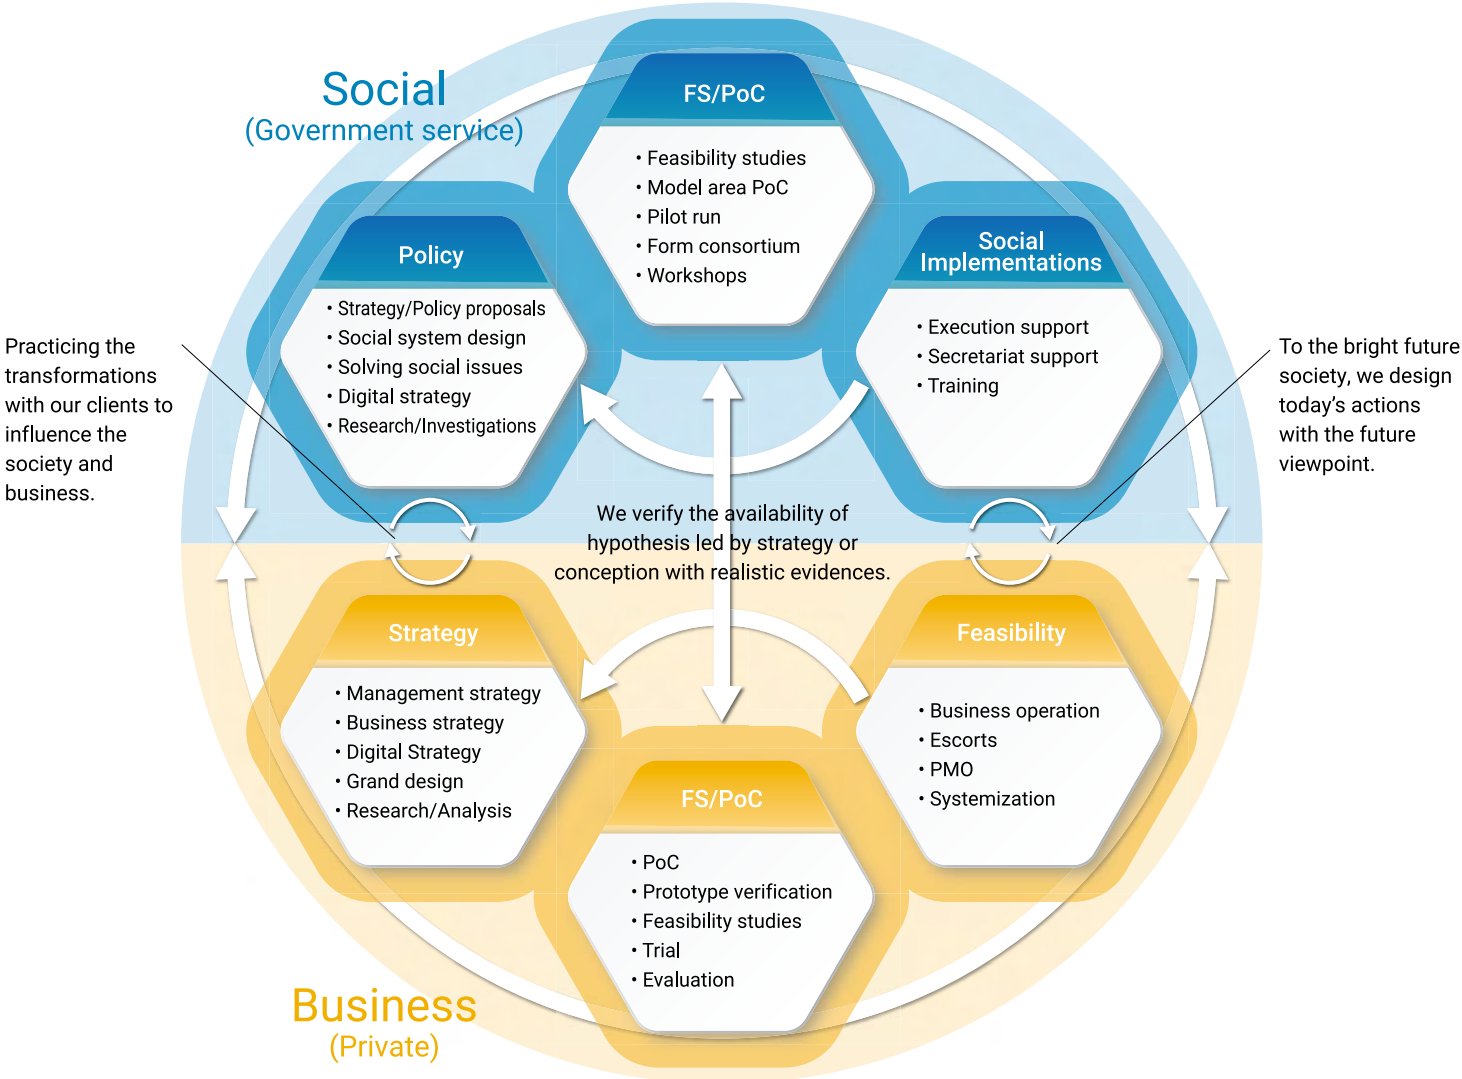 Social
(Government service)
FS/PoC
• Feasibility studies
• Model area PoC
• Pilot run
• Form consortium
• Workshops
Policy
• Strategy/Policy proposals
• Social system design
• Solving social issues
• Digital strategy
• Research/Investigations
Social
Implementations
• Execution support
• Secretariat support
• Training
Practicing the
transformations
with our clients to
influence the
society and
business.
To the bright future
society, we design
today's actions
with the future
viewpoint.
We verify the availability of
hypothesis led by strategy or
conception with realistic evidences.
Strategy
• Management strategy
• Business strategy
• Digital Strategy
• Grand design
• Research/Analysis
Feasibility
• Business operation
• Escorts
• PMO
• Systemization
FS/PoC
• PoC
• Prototype verification
• Feasibility studies
• Trial
• Evaluation
Business
(Private)